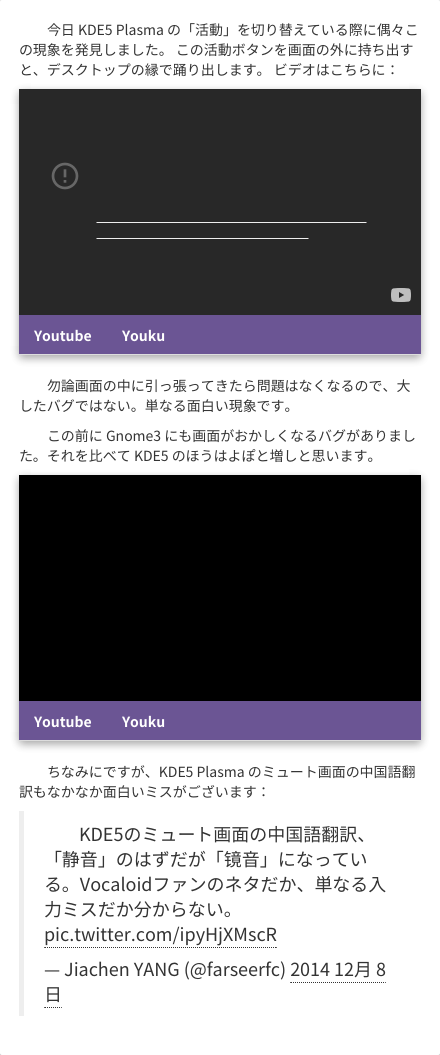 今日 KDE5 Plasma の「活動」を切り替えている際に偶々こ
の現象を発見しました。 この活動ボタンを画面の外に持ち出す
と、デスクトップの縁で踊り出します。 ビデオはこちらに：
Youtube Youku
勿論画面の中に引っ張ってきたら問題はなくなるので、大
したバグではない。単なる面白い現象です。
この前に Gnome3 にも画面がおかしくなるバグがありまし
た。それを比べて KDE5 のほうはよぽと増しと思います。
Youtube Youku
ちなみにですが、KDE5 Plasma のミュート画面の中国語翻
訳もなかなか面白いミスがございます：
KDE5のミュート画面の中国語翻訳、
「静音」のはずだが「镜音」になってい
る。Vocaloidファンのネタだか、単なる入
力ミスだか分からない。
pic.twitter.com/ipyHjXMscR
— Jiachen YANG (@farseerfc) 2014 12月 8
日